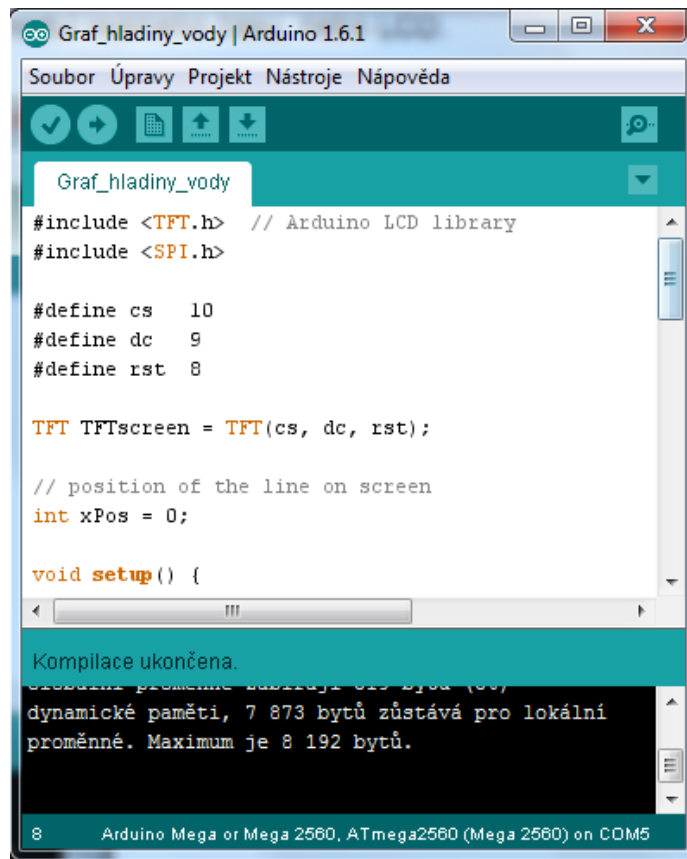 Graf_hladiny_vody | Arduino 1.6.1
Soubor Úpravy Projekt Nástroje Nápověda
Graf_hladiny_vody
#include <TFT.h>  // Arduino LCD library
#include <SPI.h>
#define cs   10
#define dc   9
#define rst  8
TFT TFTscreen = TFT(cs, dc, rst);
// position of the line on screen
int xPos = 0;
void setup() {
Kompilace ukončena.
dynamické paměti, 7 873 bytů zůstává pro lokální
proměnné. Maximum je 8 192 bytů.
8 Arduino Mega or Mega 2560, ATmega2560 (Mega 2560) on COM5